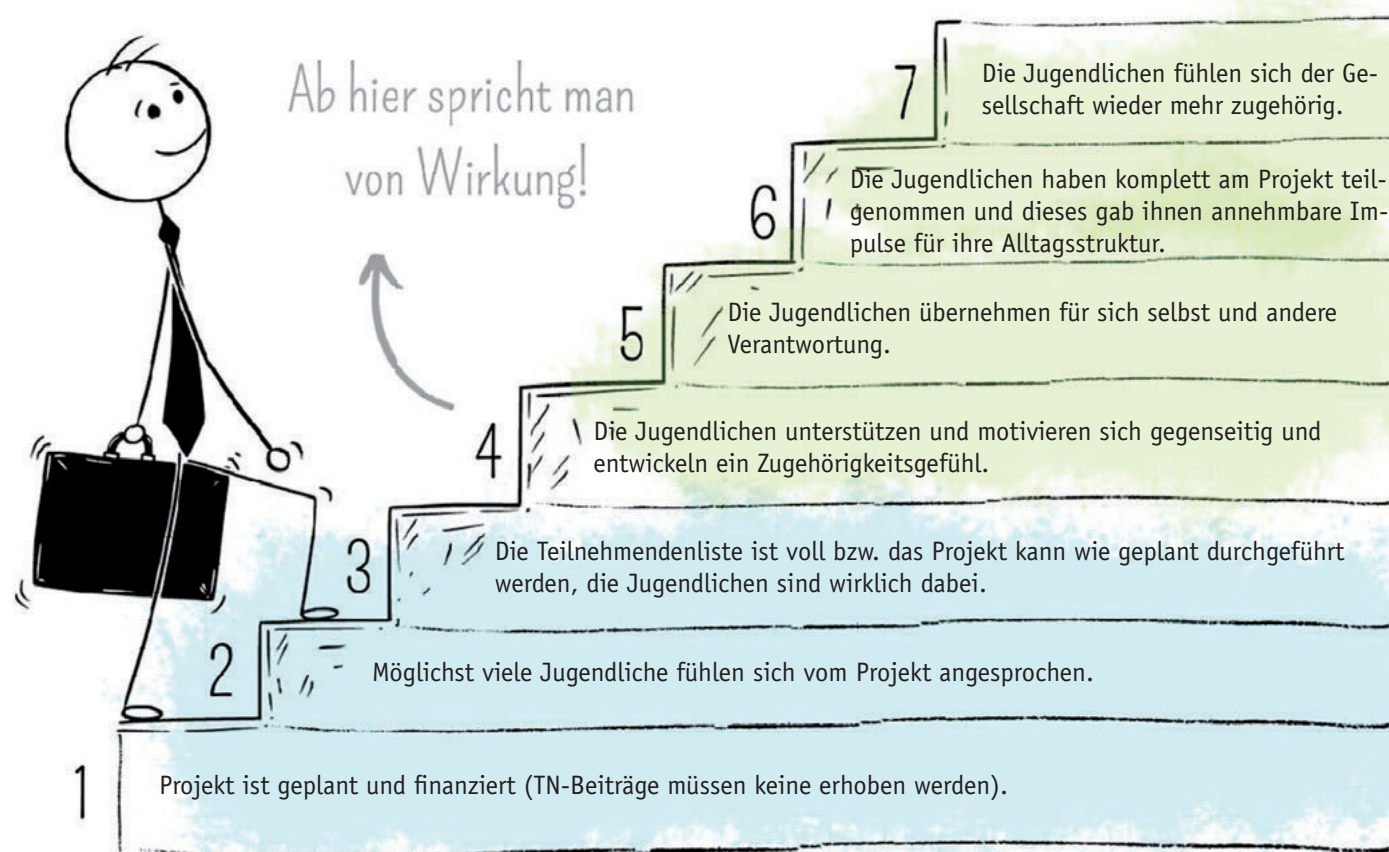 Ab hier spricht man
von Wirkung!
7
Die Jugendlichen fühlen sich der Ge-
sellschaft wieder mehr zugehörig.
6
Die Jugendlichen haben komplett am Projekt teil-
genommen und dieses gab ihnen annehmbare Im-
pulse für ihre Alltagsstruktur.
5
Die Jugendlichen übernehmen für sich selbst und andere
Verantwortung.
4
Die Jugendlichen unterstützen und motivieren sich gegenseitig und
entwickeln ein Zugehörigkeitsgefühl.
3
Die Teilnehmendenliste ist voll bzw. das Projekt kann wie geplant durchgeführt
werden, die Jugendlichen sind wirklich dabei.
2
Möglichst viele Jugendliche fühlen sich vom Projekt angesprochen.
1
Projekt ist geplant und finanziert (TN-Beiträge müssen keine erhoben werden).